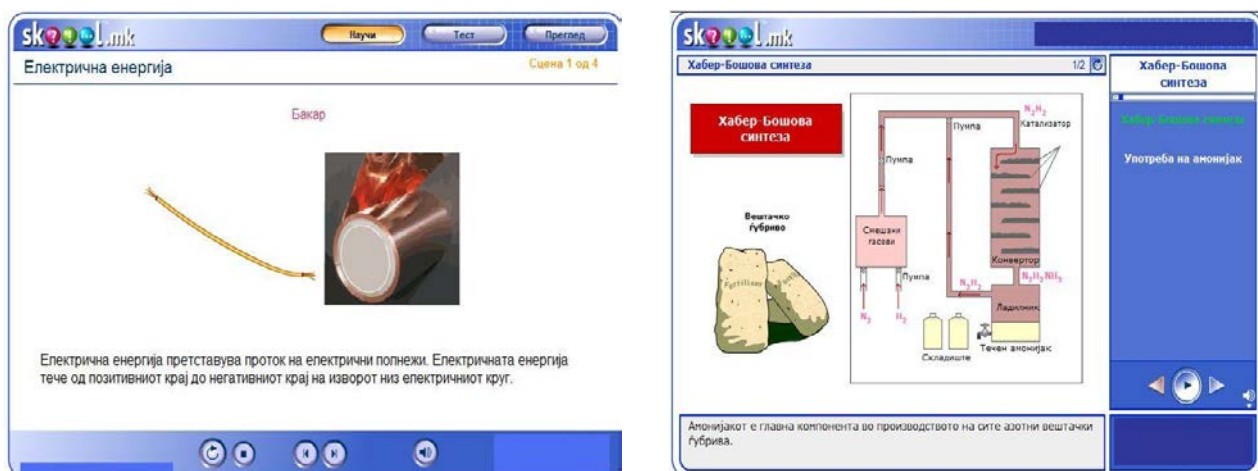 skool.mk
Научи
Тест
Преглед
Електрична енергија
Сцена 1 од 4
Бакар
Електрична енергија претставува проток на електрични полнежи. Електричната енергија
тече од позитивниот крај до негативниот крај на изворот низ електричниот круг.
skool.mk
Хабер-Бошова синтеза
1/2
Хабер-Бошова
синтеза
Хабер-Бошова синтеза
Употреба на амонијак
Хабер-Бошова
синтеза
Вештачко
ѓубриво
Fertiliser
N₂H₂
Катализатор
Пумпа
Пумпа
Смешани
гасови
Пумпа
N₂
H₂
Конвертор
N₂H₂NH₃
N₂H₂
Ладилник
Течен амонијак
Складиште
Амонијакот е главна компонента во производството на сите азотни вештачки
ѓубрива.